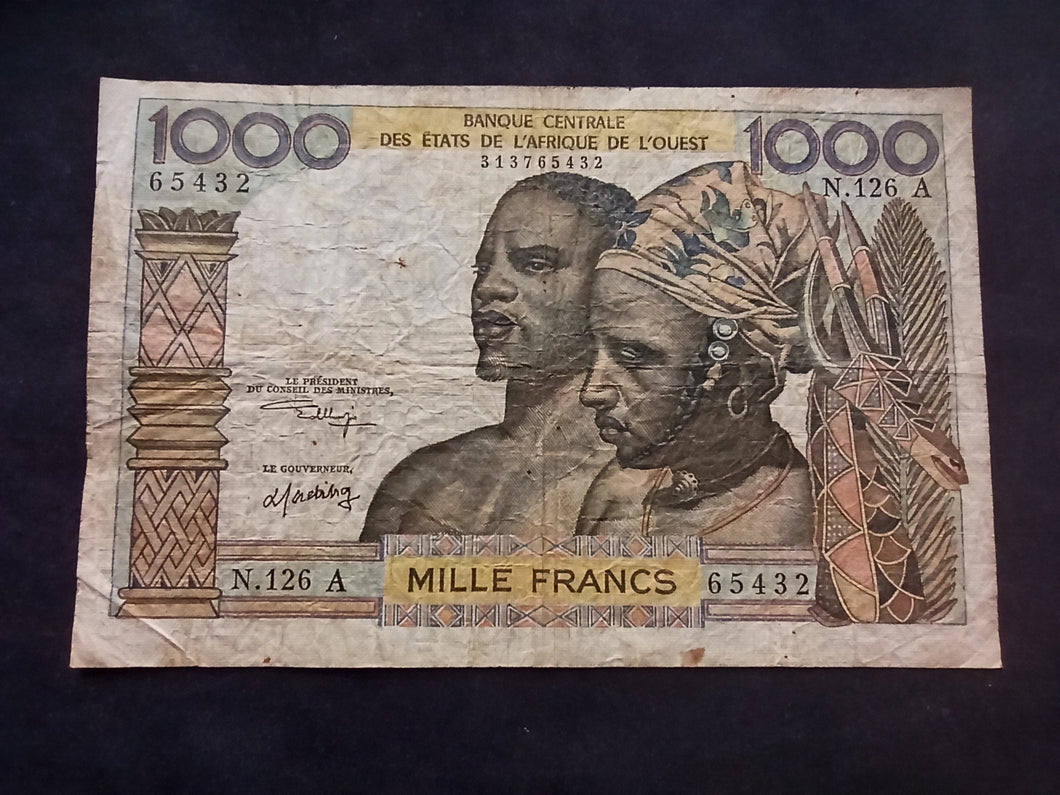 1000
BANQUE CENTRALE
DES ÉTATS DE L'AFRIQUE DE L'OUEST
313765432
1000
65432
N.126 A
LE PRÉSIDENT
DU CONSEIL DES MINISTRES,
LE GOUVERNEUR,
N.126 A
MILLE FRANCS
65432